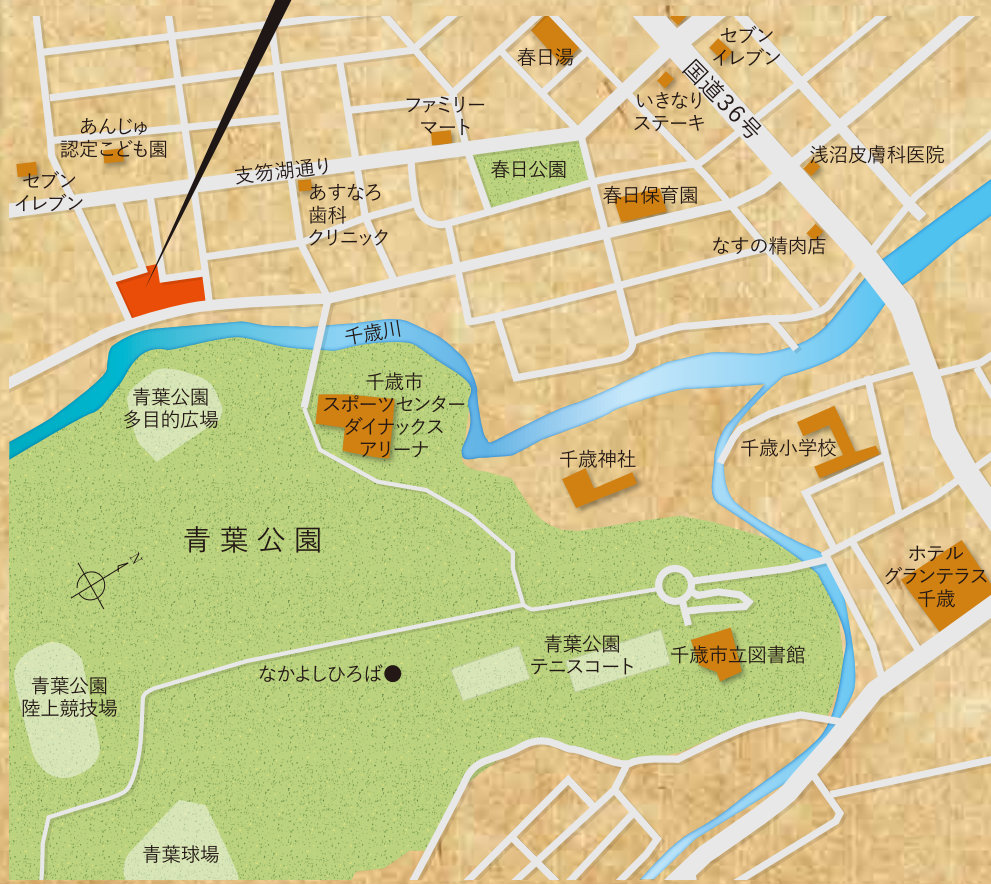 セブン
イレブン
春日湯
国道36号
ファミリー
マート
いきなり
ステーキ
あんじゅ
認定こども園
浅沼皮膚科医院
支笏湖通り
春日公園
セブン
イレブン
あすなろ
歯科
クリニック
春日保育園
なすの精肉店
千歳川
千歳市
スポーツセンター
ダイナックス
アリーナ
青葉公園
多目的広場
千歳小学校
千歳神社
青葉公園
N
ホテル
グランテラス
千歳
青葉公園
テニスコート
千歳市立図書館
なかよしひろば
青葉公園
陸上競技場
青葉球場